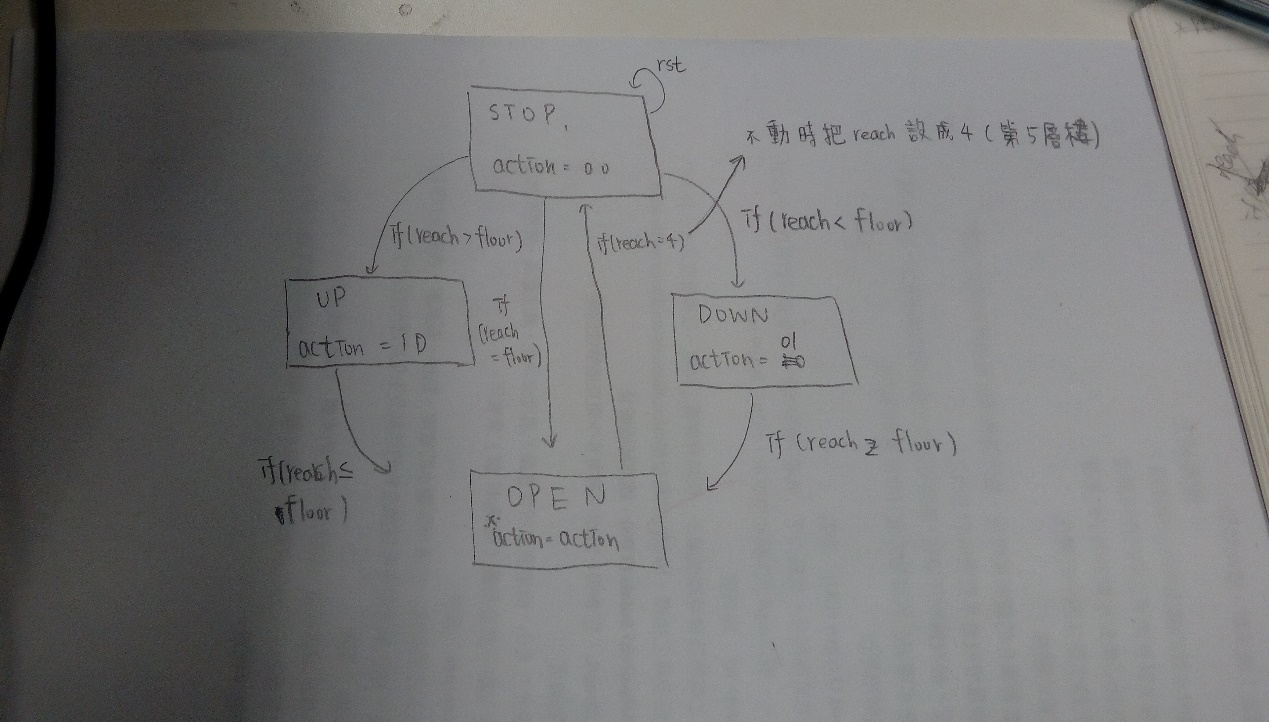 rst
STOP,
action = 00
不動時把 reach 設成 4 ( 第 5 層樓 )
if (reach < floor)
if(reach > floor)
if(reach=4)
UP
action = 10
if
(reach
= floor)
DOWN
01
action =
if (reach ≥ floor)
if(reach ≤
floor)
OPEN
action = action